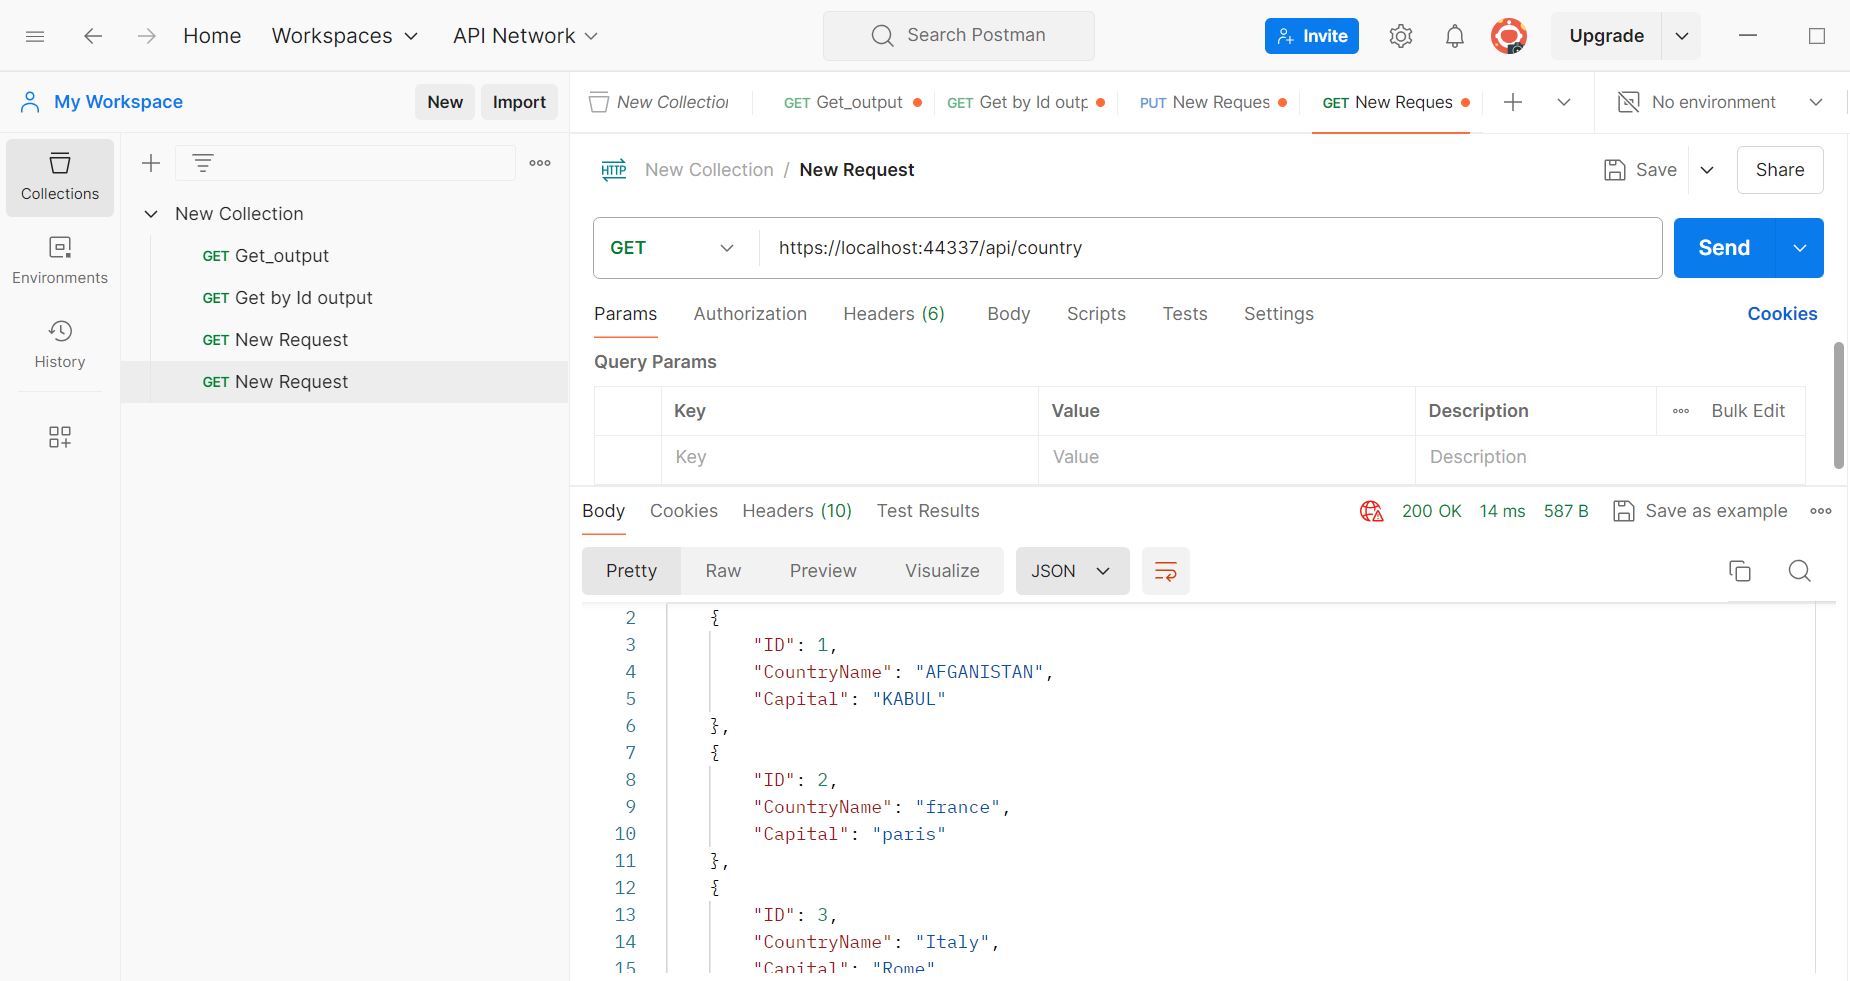 Home Workspaces API Network Search Postman Invite Upgrade
My Workspace New Import
New Collection GET Get_output GET Get by Id outp PUT New Reques GET New Reques No environment
Collections
Environments
History
New Collection
GET Get_output
GET Get by Id output
GET New Request
GET New Request
HTTP New Collection / New Request Save Share
GET https://localhost:44337/api/country Send
Params Authorization Headers (6) Body Scripts Tests Settings Cookies
Query Params
Key Value Description Bulk Edit
Key Value Description
Body Cookies Headers (10) Test Results 200 OK 14 ms 587 B Save as example
Pretty Raw Preview Visualize JSON
2 {
3 "ID": 1,
4 "CountryName": "AFGANISTAN",
5 "Capital": "KABUL"
6 },
7 {
8 "ID": 2,
9 "CountryName": "france",
10 "Capital": "paris"
11 },
12 {
13 "ID": 3,
14 "CountryName": "Italy",
15 "Capital": "Rome"